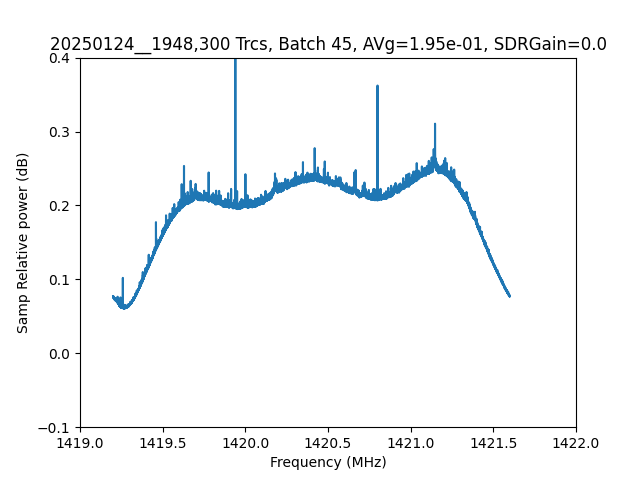 20250124__1948,300 Trcs, Batch 45, AVg=1.95e-01, SDRGain=0.0
0.4
0.3
0.2
0.1
0.0
−0.1
Samp Relative power (dB)
1419.0 1419.5 1420.0 1420.5 1421.0 1421.5 1422.0
Frequency (MHz)